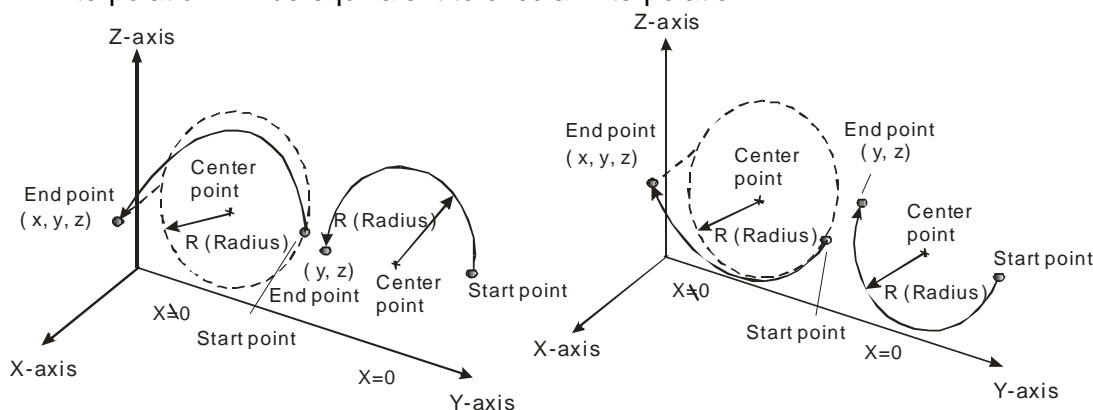 Z-axis
End point
( x, y, z)
Center
point
R (Radius)
R (Radius)
( y, z)
End point
Center
point
Start point
X≠0
Start point
X-axis
X=0
Y-axis
Z-axis
End point
( x, y, z)
Center
point
R (Radius)
End point
( y, z)
Center
point
R (Radius)
Start point
X≠0
Start point
X-axis
X=0
Y-axis